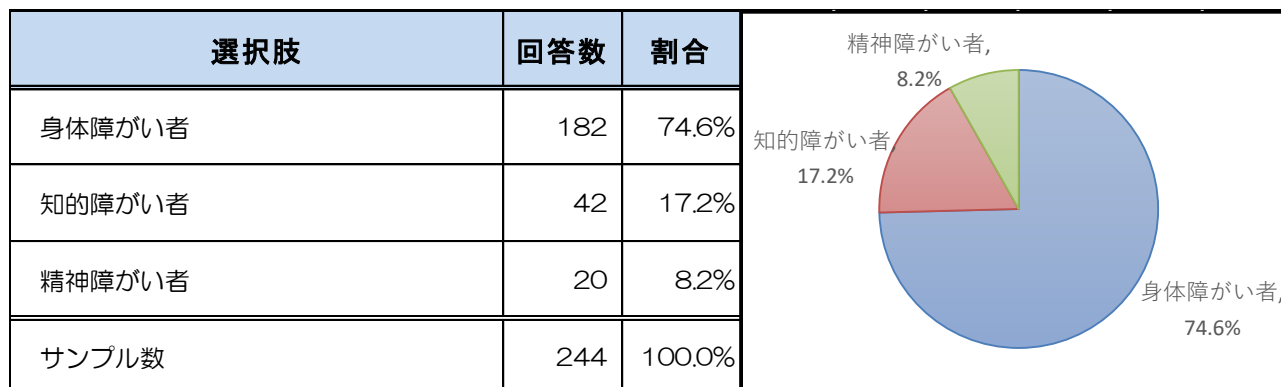 選択肢 回答数 割合
身体障がい者 182 74.6%
知的障がい者 42 17.2%
精神障がい者 20 8.2%
サンプル数 244 100.0%
精神障がい者,
8.2%
知的障がい者,
17.2%
身体障がい者,
74.6%